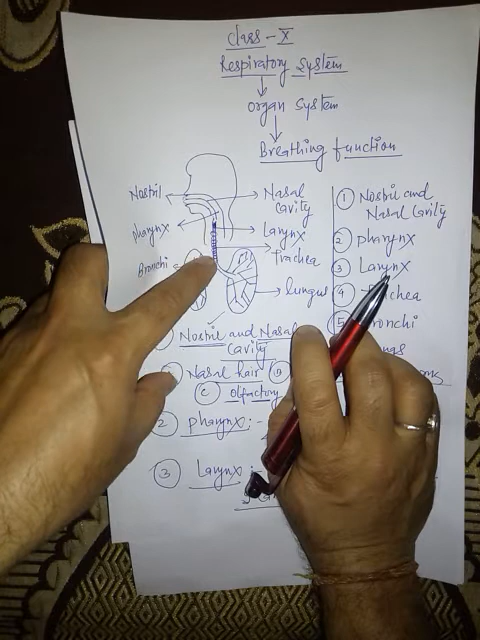 Class - X
Respiratory System
organ system
Breathing function
Nostril
Nasal cavity
pharynx
Larynx
trachea
Bronchi
lungus
① Nostril and Nasal Cavity
② pharynx
③ Larynx
④ trachea
⑤ Bronchi
Nostril and Nasal
Cavity
Nasal hair
C olfactory
② pharynx: -
③ Larynx